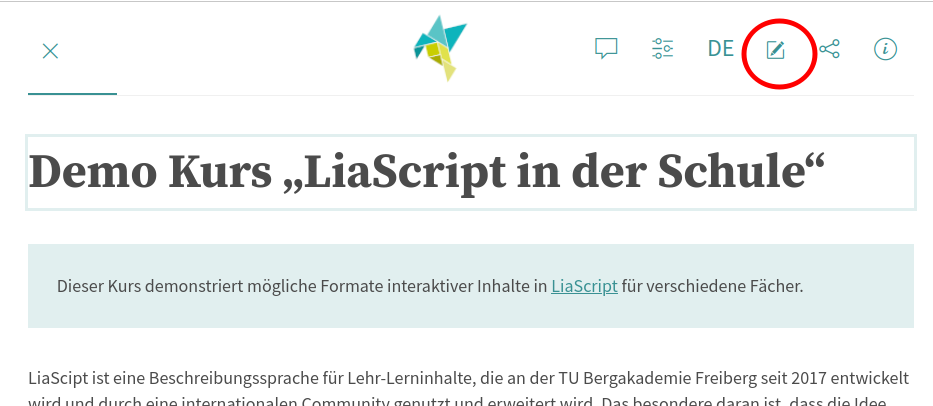 DE
Demo Kurs „LiaScript in der Schule“
Dieser Kurs demonstriert mögliche Formate interaktiver Inhalte in LiaScript für verschiedene Fächer.
LiaScipt ist eine Beschreibungssprache für Lehr-Lerninhalte, die an der TU Bergakademie Freiberg seit 2017 entwickelt
wird und durch eine internationalen Community genutzt und erweitert wird. Das besondere daran ist, dass die Idee